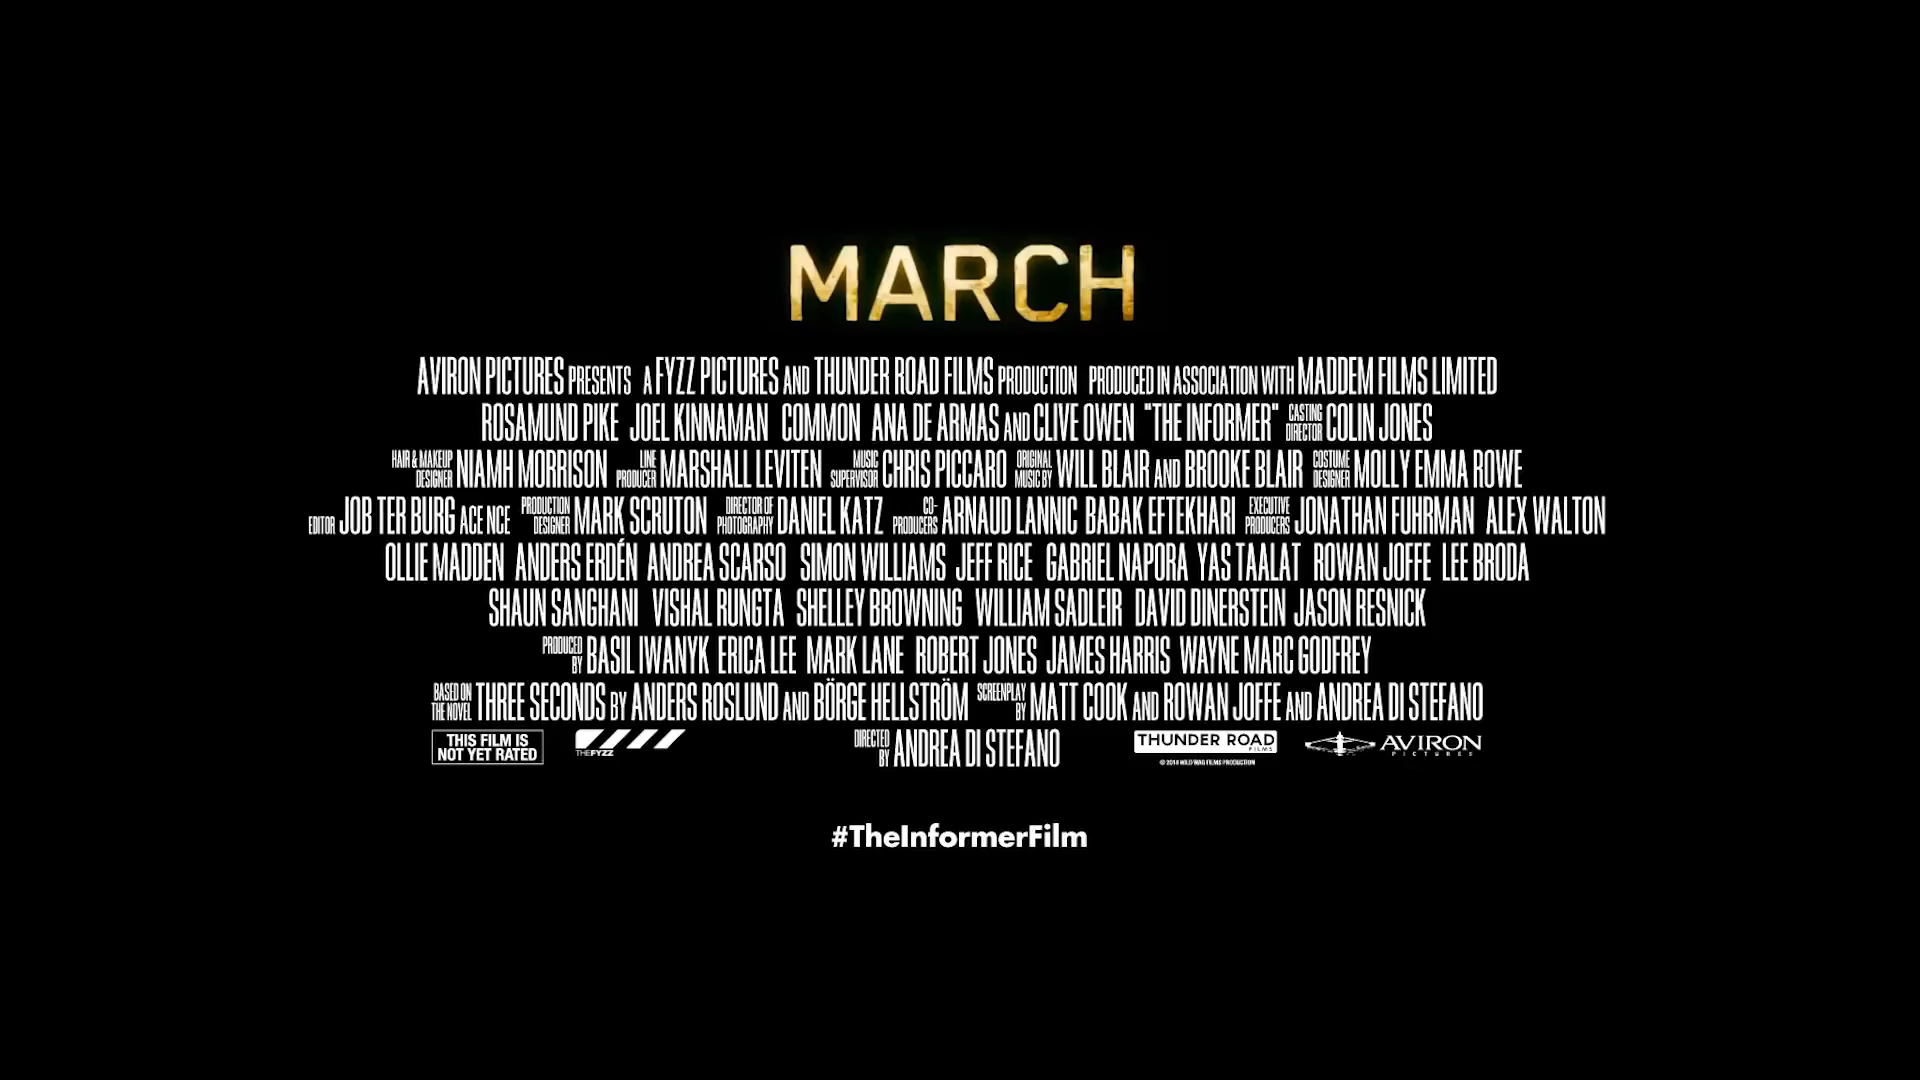 MARCH
AVIRON PICTURES PRESENTS A FYZZ PICTURES AND THUNDER ROAD FILMS PRODUCTION PRODUCED IN ASSOCIATION WITH MADDEM FILMS LIMITED
ROSAMUND PIKE JOEL KINNAMAN COMMON ANA DE ARMAS AND CLIVE OWEN "THE INFORMER" CASTING DIRECTOR COLIN JONES
HAIR & MAKEUP DESIGNER NIAMH MORRISON LINE PRODUCER MARSHALL LEVITEN MUSIC SUPERVISOR CHRIS PICCARO ORIGINAL MUSIC BY WILL BLAIR AND BROOKE BLAIR COSTUME DESIGNER MOLLY EMMA ROWE
EDITOR JOB TER BURG ACE NCE PRODUCTION DESIGNER MARK SCRUTON DIRECTOR OF PHOTOGRAPHY DANIEL KATZ CO-PRODUCERS ARNAUD LANNIC BABAK EFTEKHARI EXECUTIVE PRODUCERS JONATHAN FUHRMAN ALEX WALTON
OLLIE MADDEN ANDERS ERDÉN ANDREA SCARSO SIMON WILLIAMS JEFF RICE GABRIEL NAPORA YAS TAALAT ROWAN JOFFE LEE BRODA
SHAUN SANGHANI VISHAL RUNGTA SHELLEY BROWNING WILLIAM SADLEIR DAVID DINERSTEIN JASON RESNICK
PRODUCED BY BASIL IWANYK ERICA LEE MARK LANE ROBERT JONES JAMES HARRIS WAYNE MARC GODFREY
BASED ON THE NOVEL THREE SECONDS BY ANDERS ROSLUND AND BÖRGE HELLSTRÖM SCREENPLAY BY MATT COOK AND ROWAN JOFFE AND ANDREA DI STEFANO
THIS FILM IS NOT YET RATED THEFYZZ DIRECTED BY ANDREA DI STEFANO THUNDER ROAD FILMS AVIRON PICTURES
© 2018 WILD WAG FILMS PRODUCTION
#TheInformerFilm